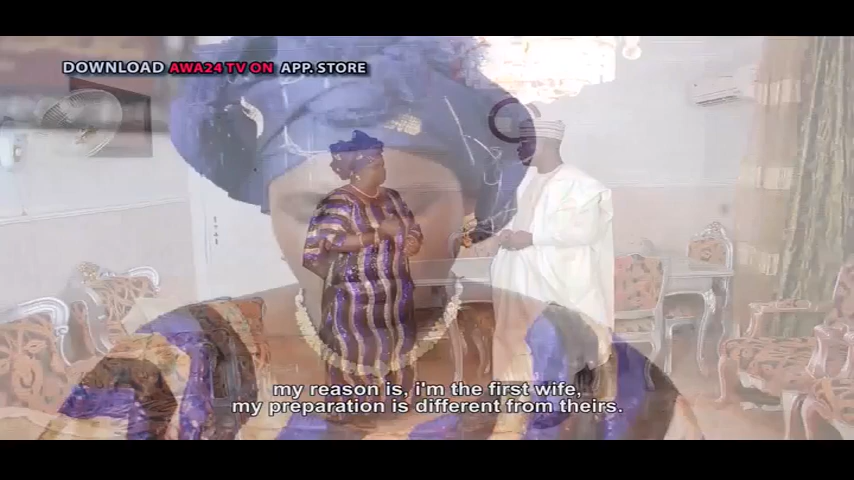 DOWNLOAD AWA24 TV ON APP. STORE
my reason is, i'm the first wife,
my preparation is different from theirs.